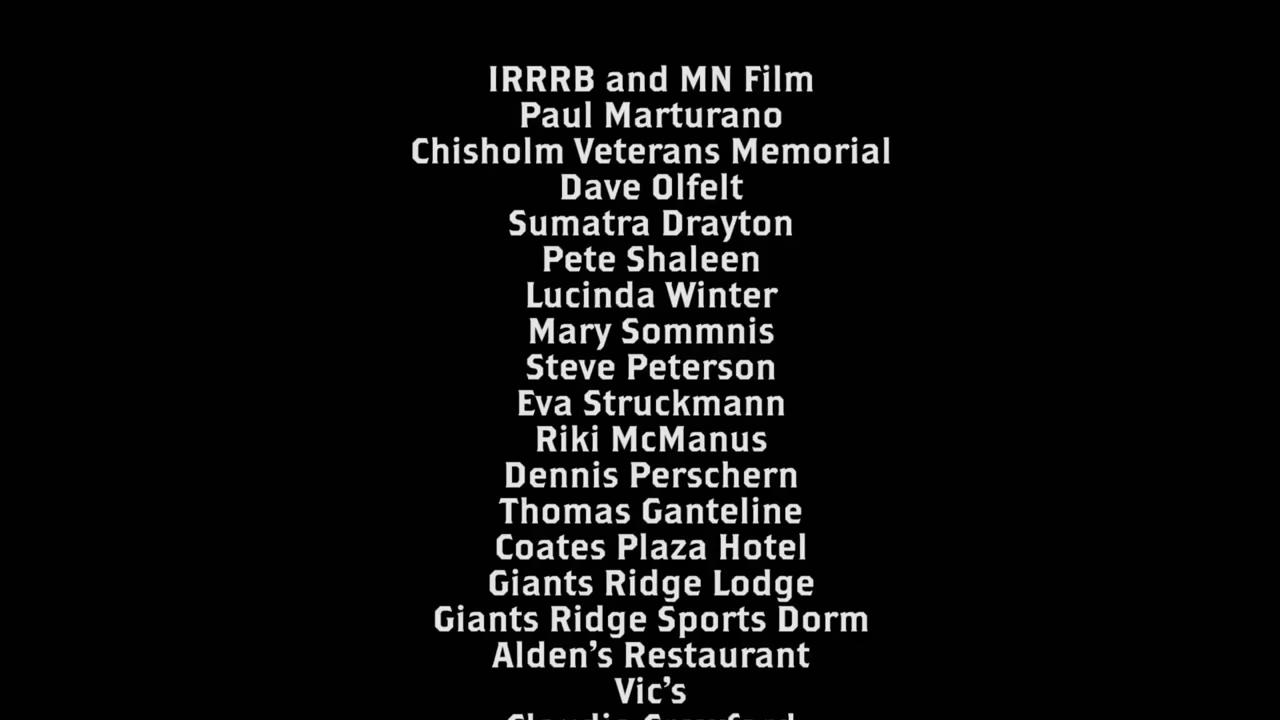 IRRRB and MN Film
Paul Marturano
Chisholm Veterans Memorial
Dave Olfelt
Sumatra Drayton
Pete Shaleen
Lucinda Winter
Mary Sommnis
Steve Peterson
Eva Struckmann
Riki McManus
Dennis Perschern
Thomas Ganteline
Coates Plaza Hotel
Giants Ridge Lodge
Giants Ridge Sports Dorm
Alden's Restaurant
Vic's